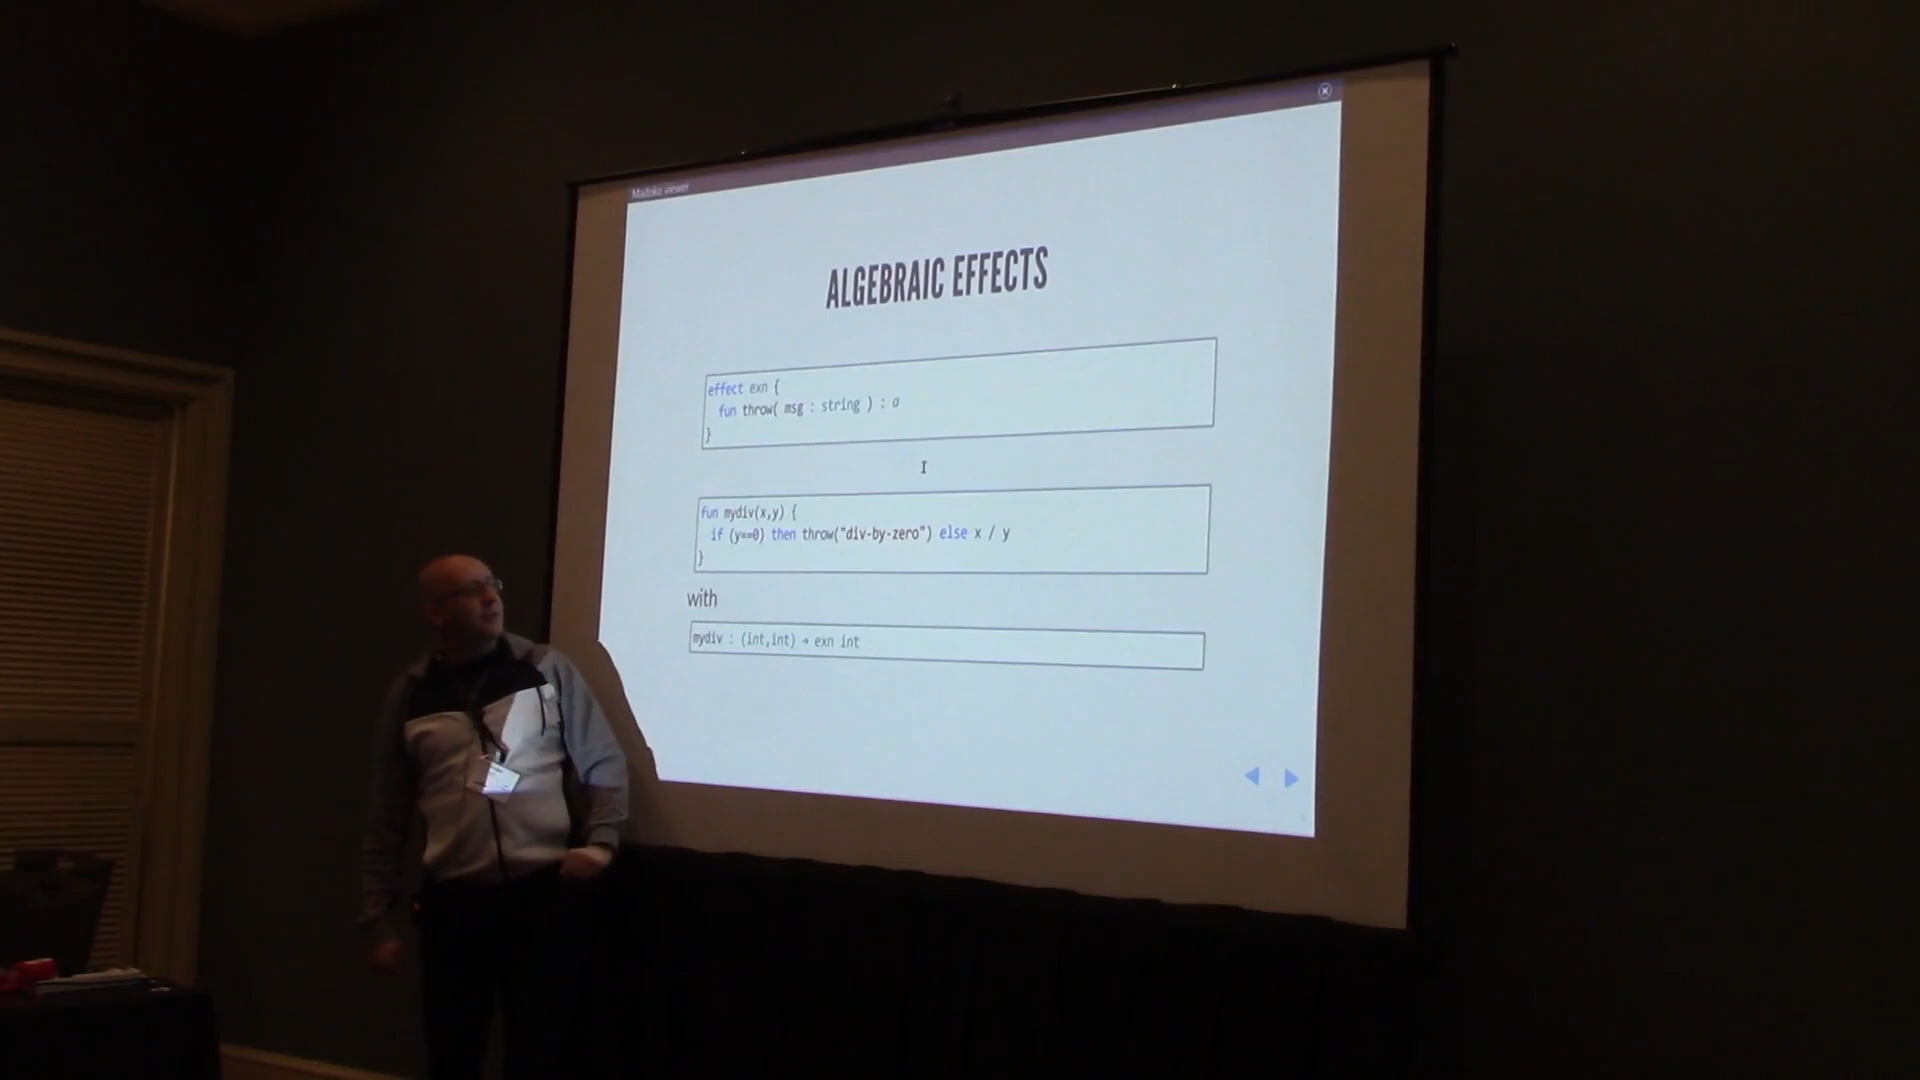 Madoko viewer
ALGEBRAIC EFFECTS
effect exn {
fun throw( msg : string ) : a
}
fun mydiv(x,y) {
if (y==0) then throw("div-by-zero") else x / y
}
with
mydiv : (int,int) → exn int